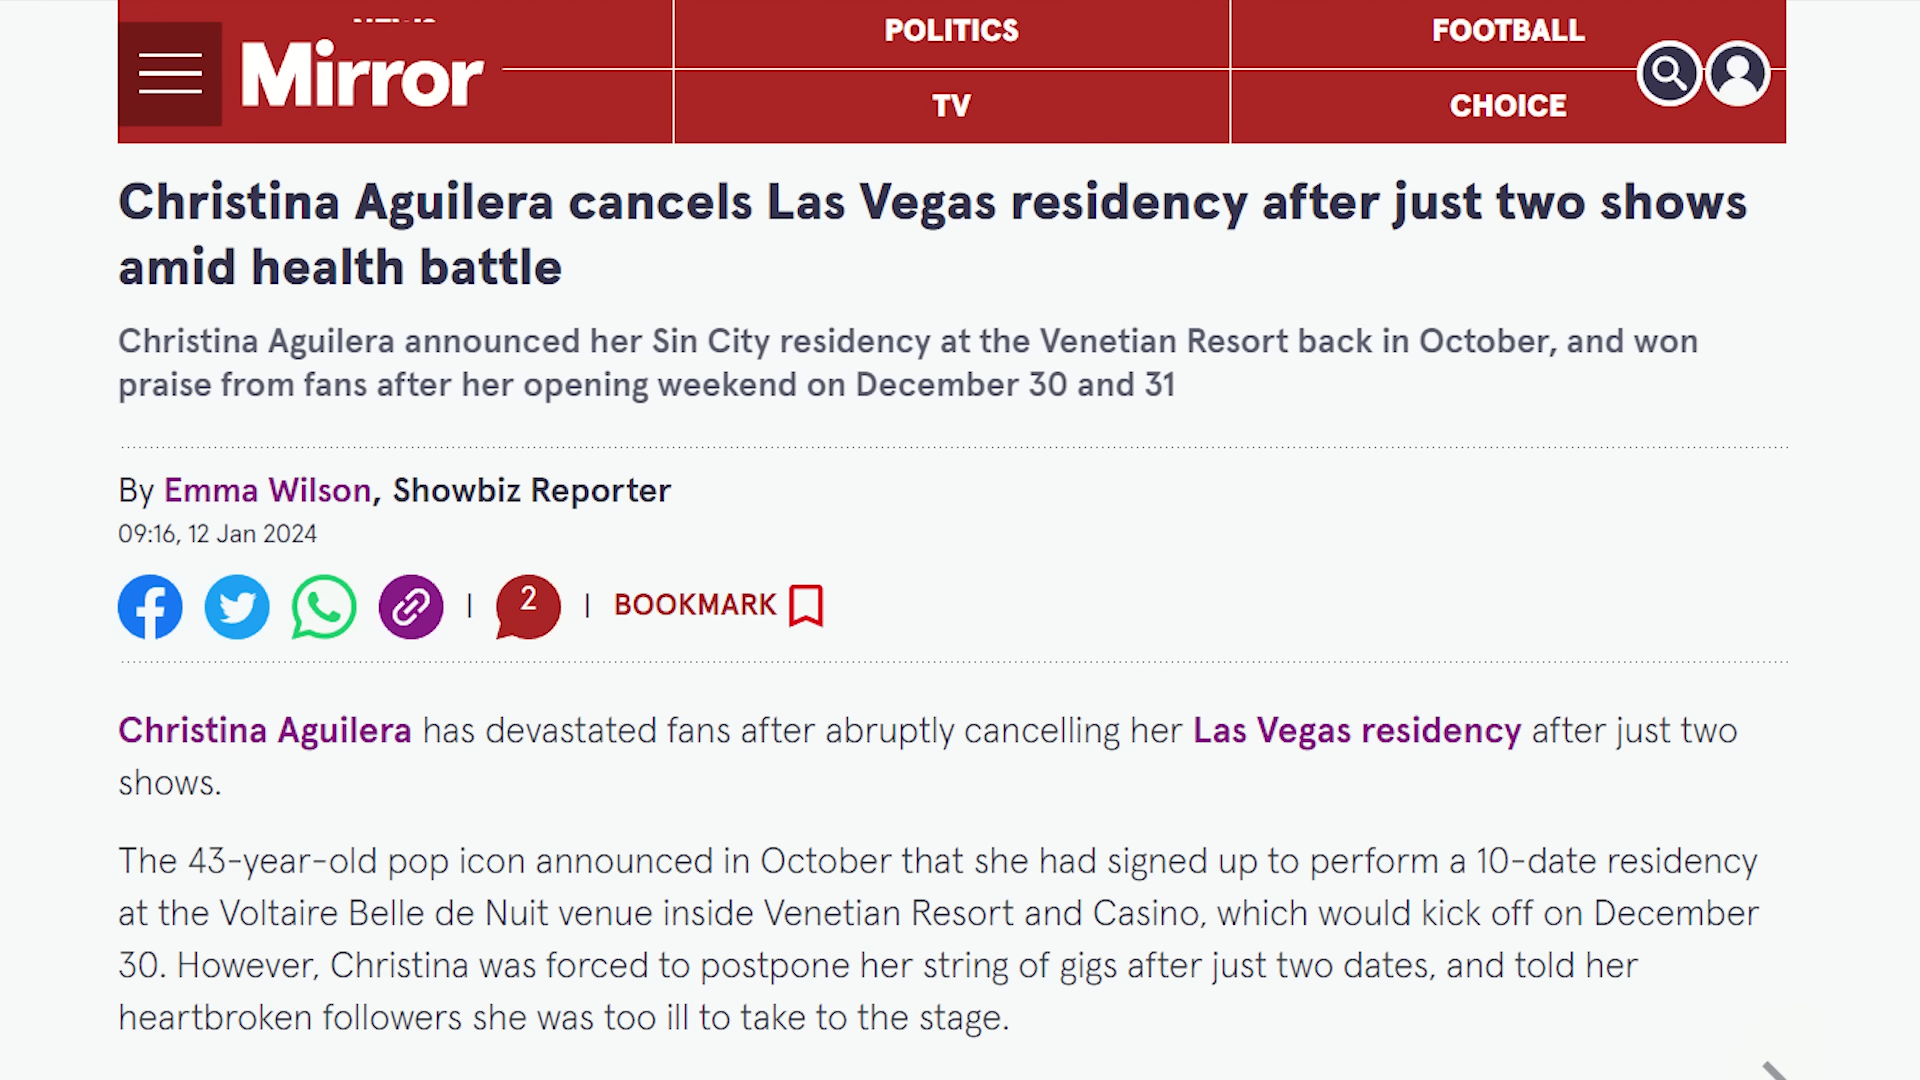 Mirror
POLITICS
FOOTBALL
TV
CHOICE
Christina Aguilera cancels Las Vegas residency after just two shows
amid health battle
Christina Aguilera announced her Sin City residency at the Venetian Resort back in October, and won
praise from fans after her opening weekend on December 30 and 31
By Emma Wilson, Showbiz Reporter
09:16, 12 Jan 2024
| 2 | BOOKMARK
Christina Aguilera has devastated fans after abruptly cancelling her Las Vegas residency after just two
shows.
The 43-year-old pop icon announced in October that she had signed up to perform a 10-date residency
at the Voltaire Belle de Nuit venue inside Venetian Resort and Casino, which would kick off on December
30. However, Christina was forced to postpone her string of gigs after just two dates, and told her
heartbroken followers she was too ill to take to the stage.